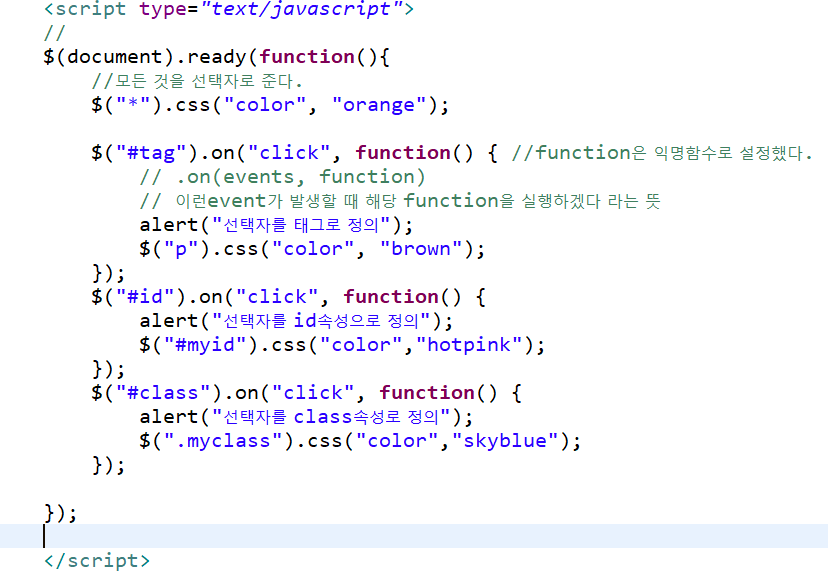 <script type="text/javascript">
//
$(document).ready(function(){
    //모든 것을 선택자로 준다.
    $("*").css("color", "orange");

    $("#tag").on("click", function() { //function은 익명함수로 설정했다.
        // .on(events, function)
        // 이런event가 발생할 때 해당 function을 실행하겠다 라는 뜻
        alert("선택자를 태그로 정의");
        $("p").css("color", "brown");
    });
    $("#id").on("click", function() {
        alert("선택자를 id속성으로 정의");
        $("#myid").css("color","hotpink");
    });
    $("#class").on("click", function() {
        alert("선택자를 class속성로 정의");
        $(".myclass").css("color","skyblue");
    });

});

</script>